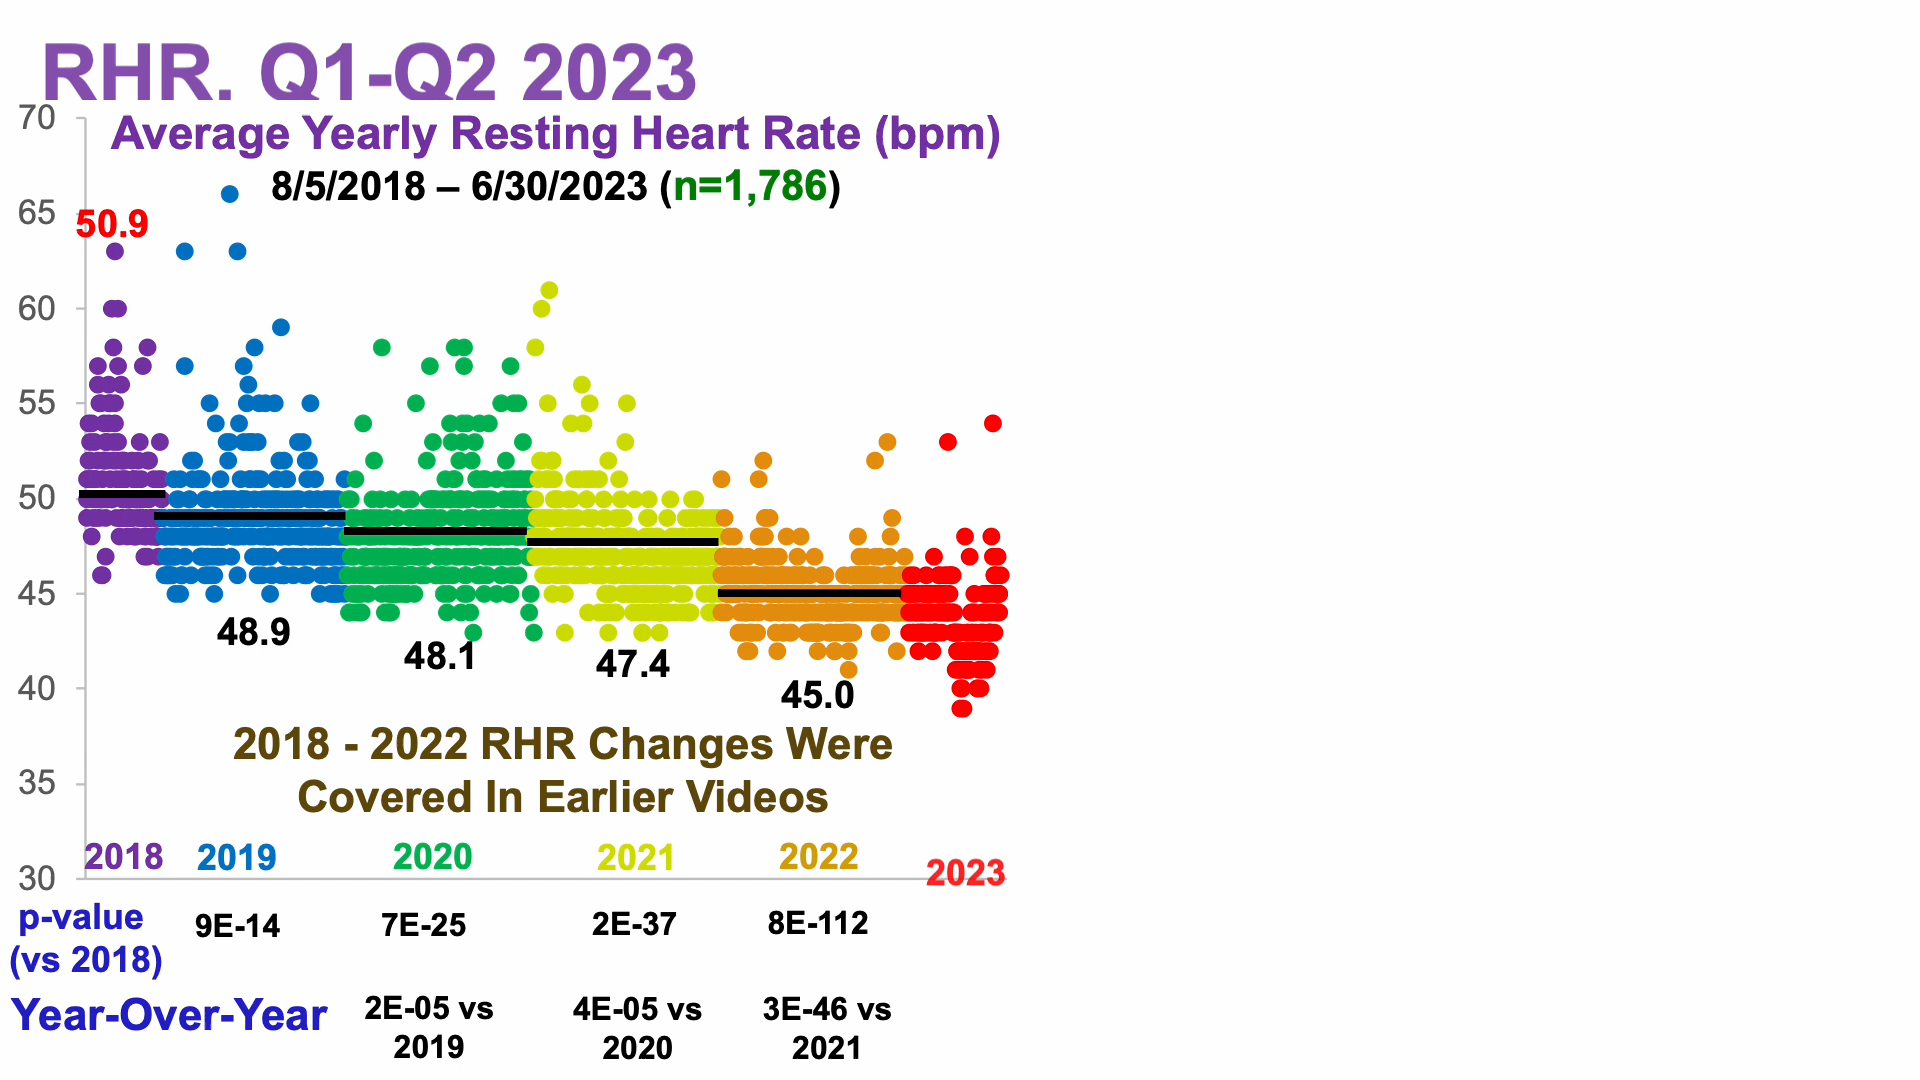 RHR. Q1-Q2 2023
Average Yearly Resting Heart Rate (bpm)
8/5/2018 – 6/30/2023 (n=1,786)
70
65
60
55
50
45
40
35
30
50.9
48.9
48.1
47.4
45.0
2018 - 2022 RHR Changes Were
Covered In Earlier Videos
2018
2019
2020
2021
2022
2023
p-value
(vs 2018)
9E-14
7E-25
2E-37
8E-112
Year-Over-Year
2E-05 vs
2019
4E-05 vs
2020
3E-46 vs
2021